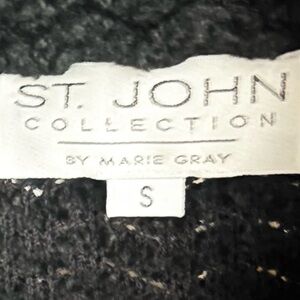 ST. JOHN
COLLECTION
BY MARIE GRAY
S